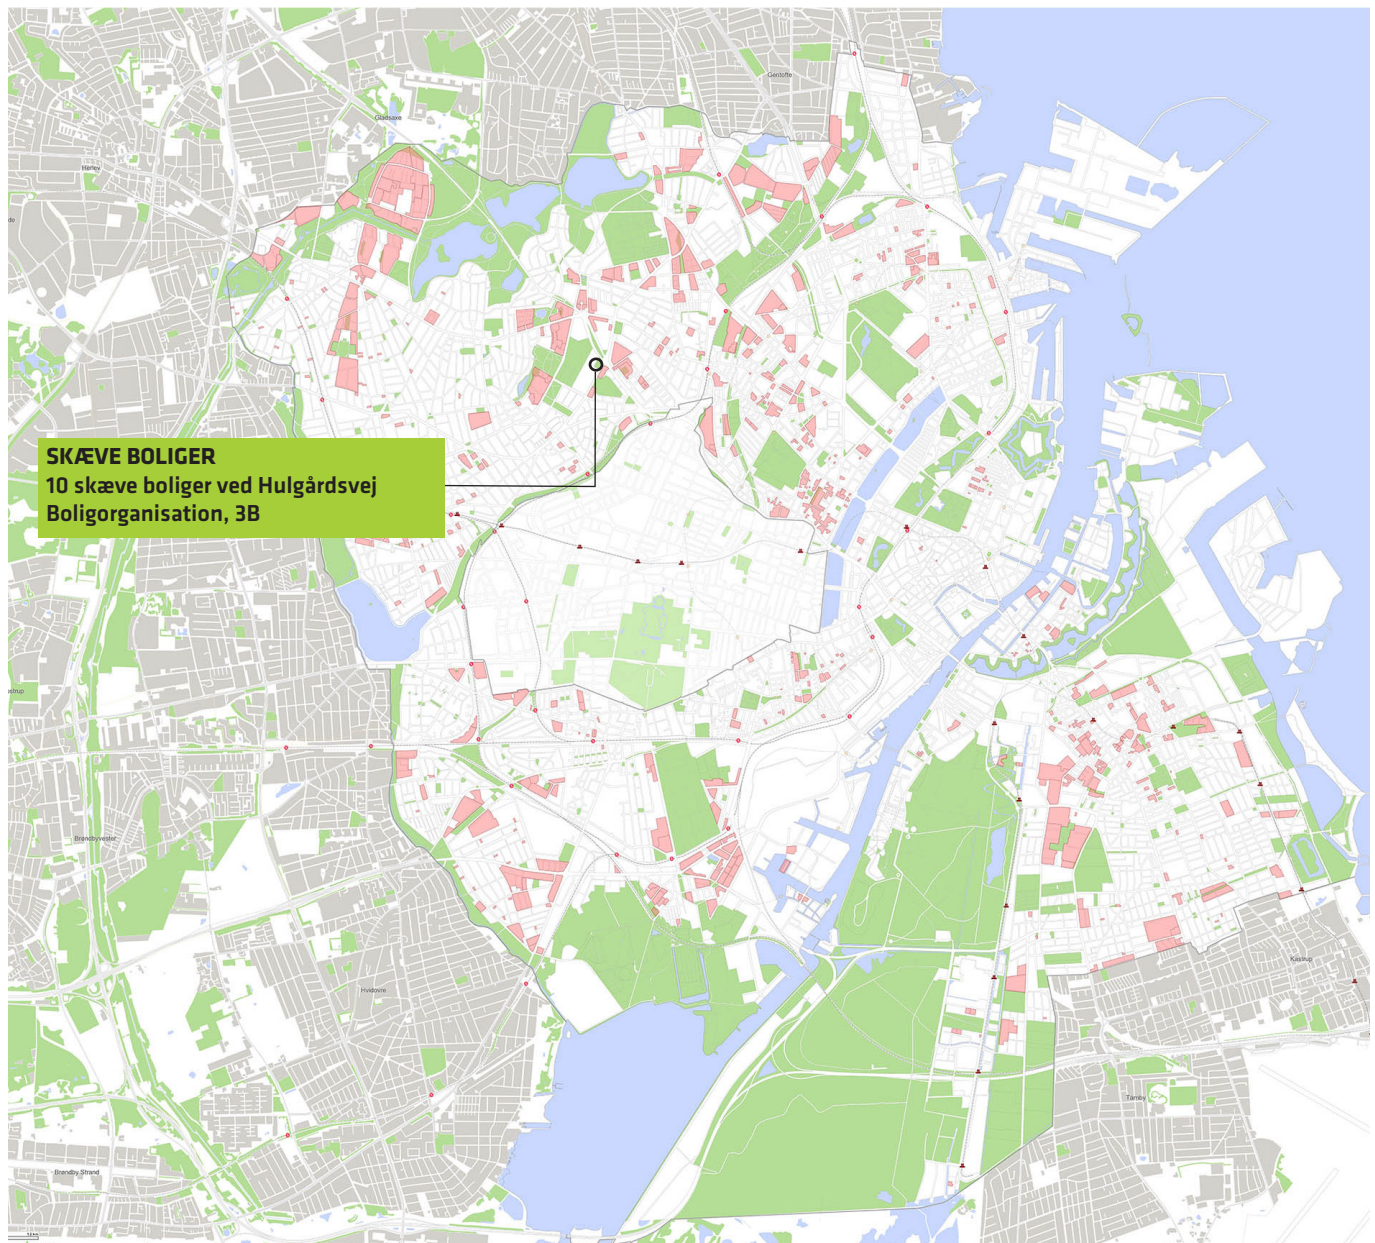 Gentofte
Gladsaxe
Herlev
SKÆVE BOLIGER
10 skæve boliger ved Hulgårdsvej
Boligorganisation, 3B
Brøndbyvester
Hvidovre
Kastrup
Tårnby
Brøndby Strand